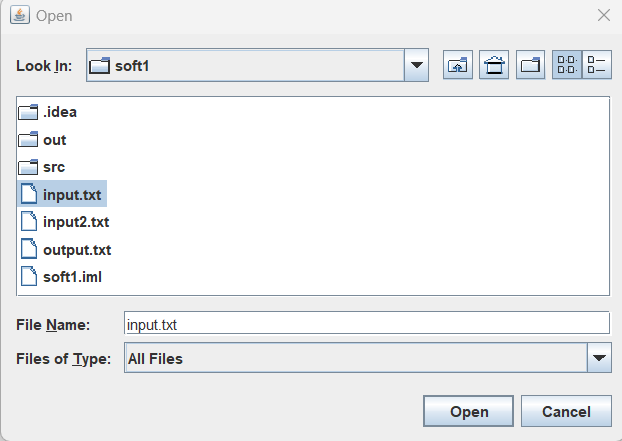 Open
Look In: soft1
.idea
out
src
input.txt
input2.txt
output.txt
soft1.iml
File Name: input.txt
Files of Type: All Files
Open Cancel